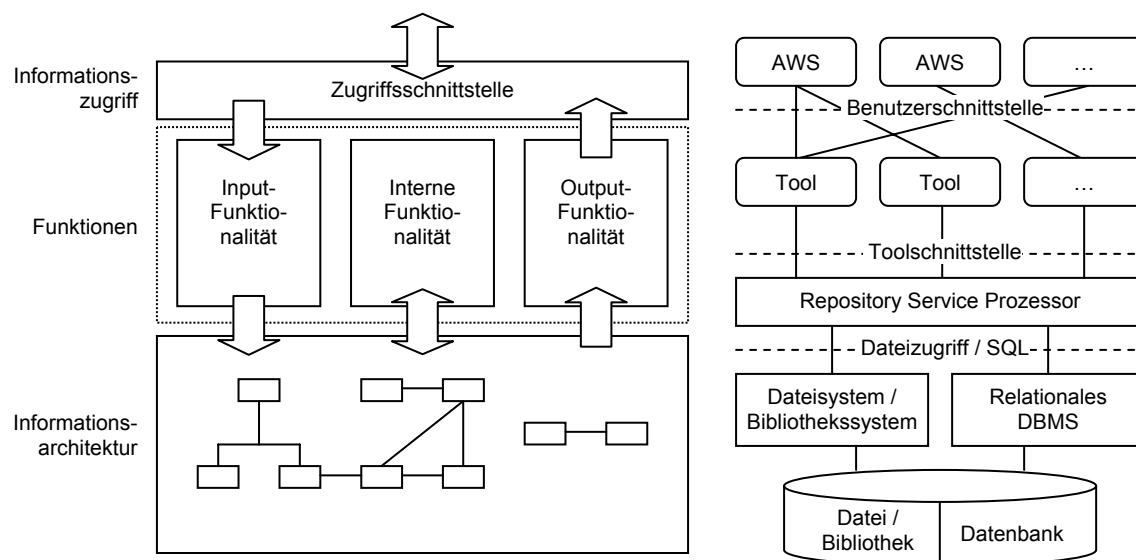 Informations-
zugriff
Zugriffsschnittstelle
Funktionen
Input-
Funktio-
nalität
Interne
Funktio-
nalität
Output-
Funktio-
nalität
Informations-
architektur
AWS
AWS
…
Benutzerschnittstelle
Tool
Tool
…
Toolschnittstelle
Repository Service Prozessor
Dateizugriff / SQL
Dateisystem /
Bibliothekssystem
Relationales
DBMS
Datei /
Bibliothek
Datenbank